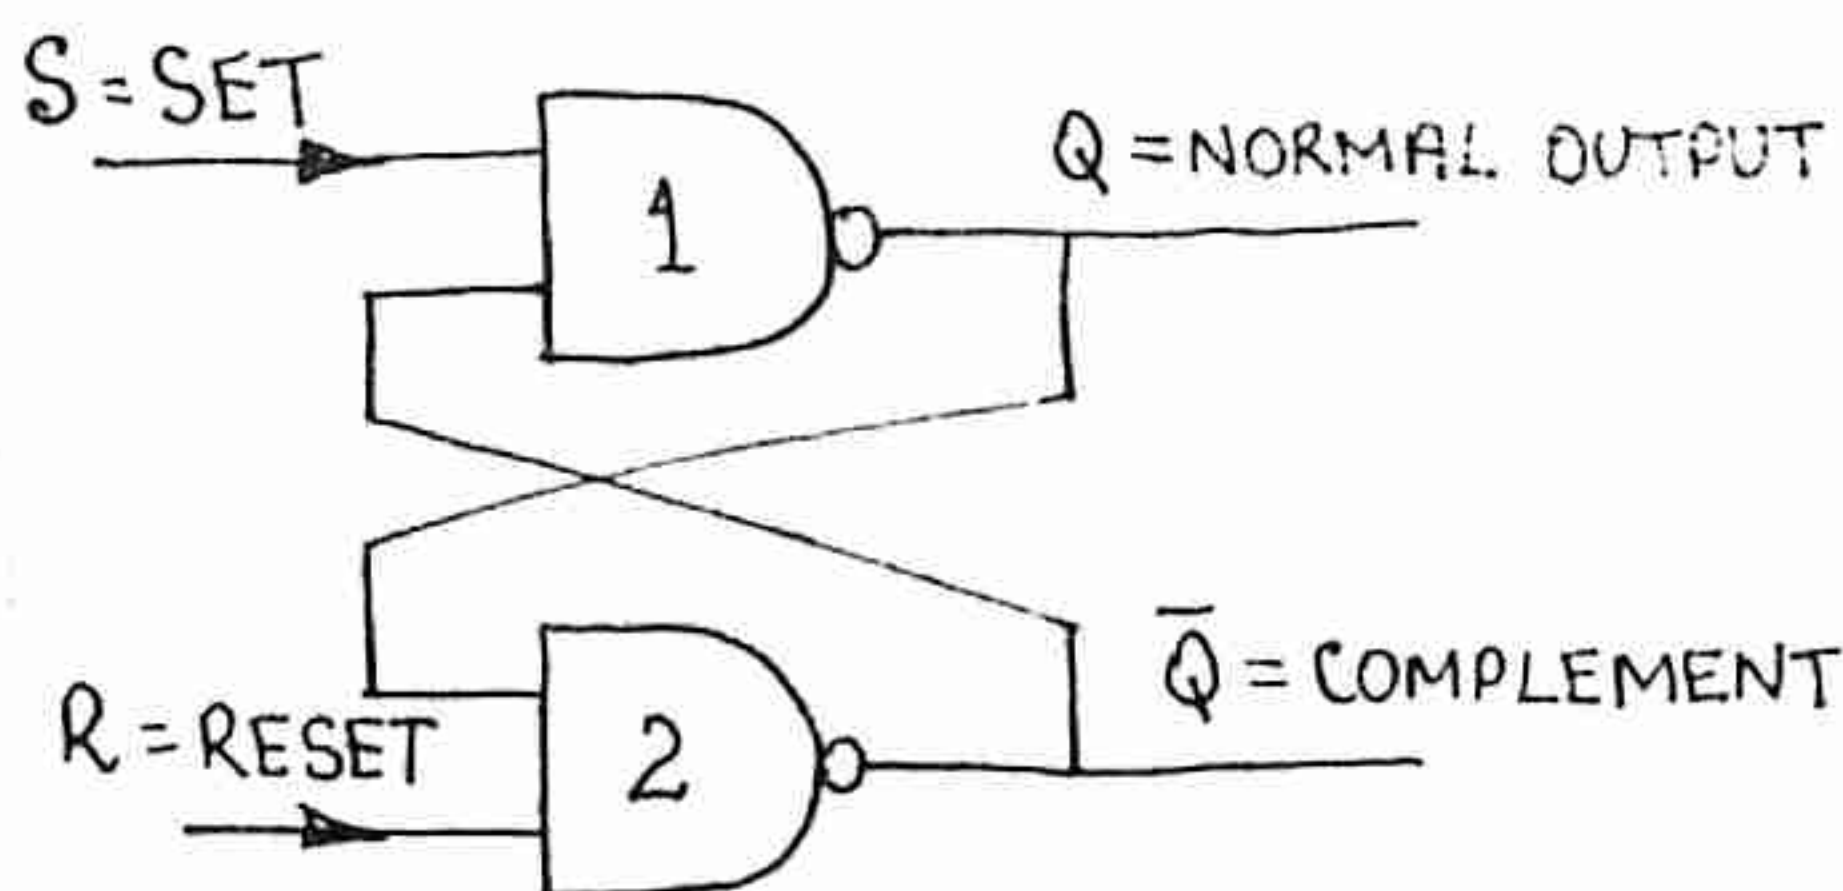 S = SET
Q = NORMAL OUTPUT
1
Q̅ = COMPLEMENT
R = RESET
2